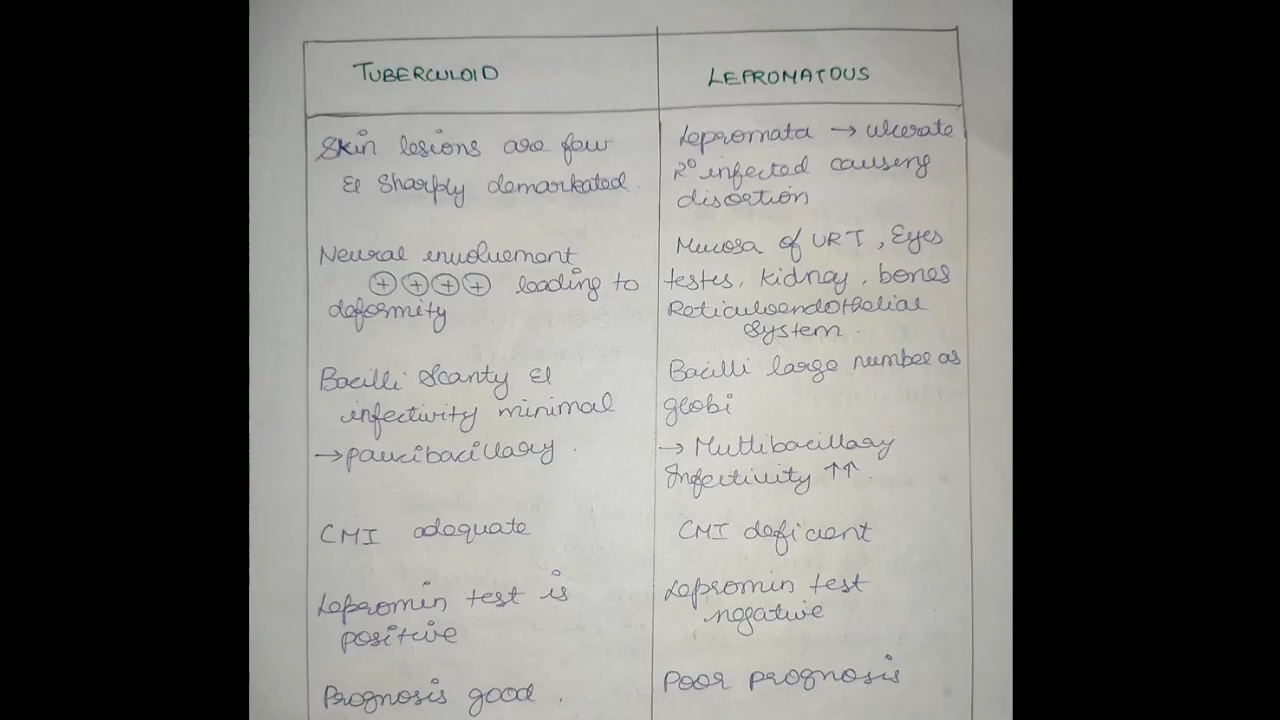 TUBERCULOID
Skin lesions are few
& Sharply demarkated.
Neural involvement
⊕⊕⊕⊕ leading to
deformity
Bacilli Scanty &
infectivity minimal
→ paucibacillary.
CMI adequate
Lepromin test is
positive
Prognosis good.
LEPROMATOUS
Lepromata → ulcerate
2° infected causing
distortion
Mucosa of URT, Eyes
testes, kidney, bones
Reticuloendothelial
System.
Bacilli large number as
globi
→ Multibacillary
Infectivity ↑↑.
CMI deficient
Lepromin test
negative
Poor prognosis